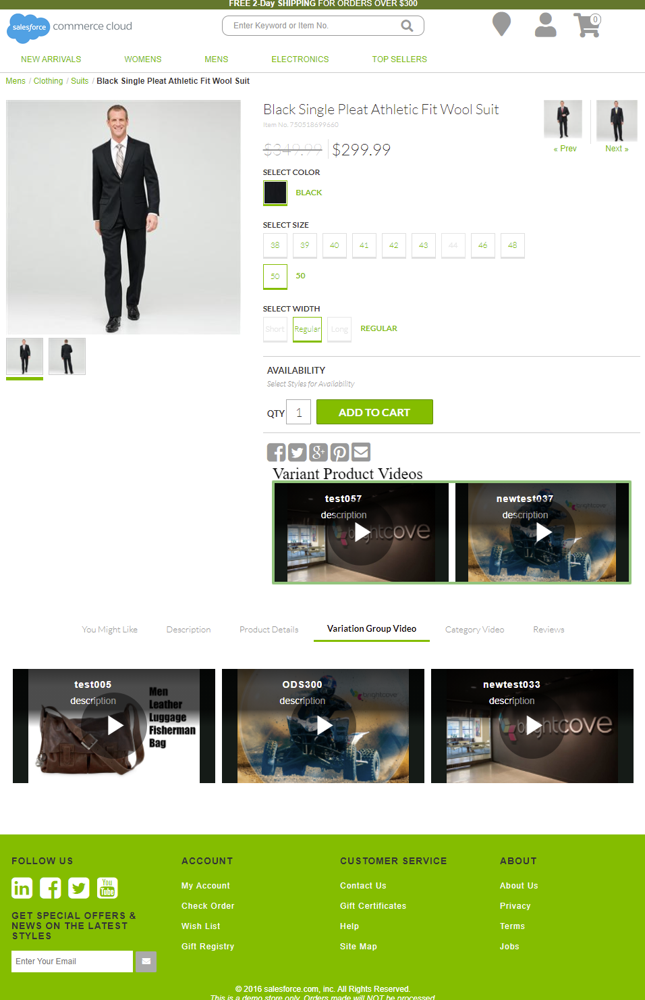 FREE 2-Day SHIPPING FOR ORDERS OVER $300
salesforce commerce cloud
Enter Keyword or Item No.
0
NEW ARRIVALS WOMENS MENS ELECTRONICS TOP SELLERS
Mens / Clothing / Suits / Black Single Pleat Athletic Fit Wool Suit
Black Single Pleat Athletic Fit Wool Suit
Item No. 750518699660
« Prev Next »
$349.99 $299.99
SELECT COLOR
BLACK
SELECT SIZE
38 39 40 41 42 43 44 46 48
50 50
SELECT WIDTH
Short Regular Long REGULAR
AVAILABILITY
Select Styles for Availability
QTY 1 ADD TO CART
Variant Product Videos
test057 newtest037
description description
brightcove brightcove
You Might Like Description Product Details Variation Group Video Category Video Reviews
test005 ODS300 newtest033
description description description
Men
Leather
Luggage
Fisherman
Bag
brightcove
brightcove
FOLLOW US ACCOUNT CUSTOMER SERVICE ABOUT
You
Tube
My Account Contact Us About Us
Check Order Gift Certificates Privacy
Wish List Help Terms
Gift Registry Site Map Jobs
GET SPECIAL OFFERS &
NEWS ON THE LATEST
STYLES
Enter Your Email
© 2016 salesforce.com, inc. All Rights Reserved.
This is a demo store only. Orders made will NOT be processed.